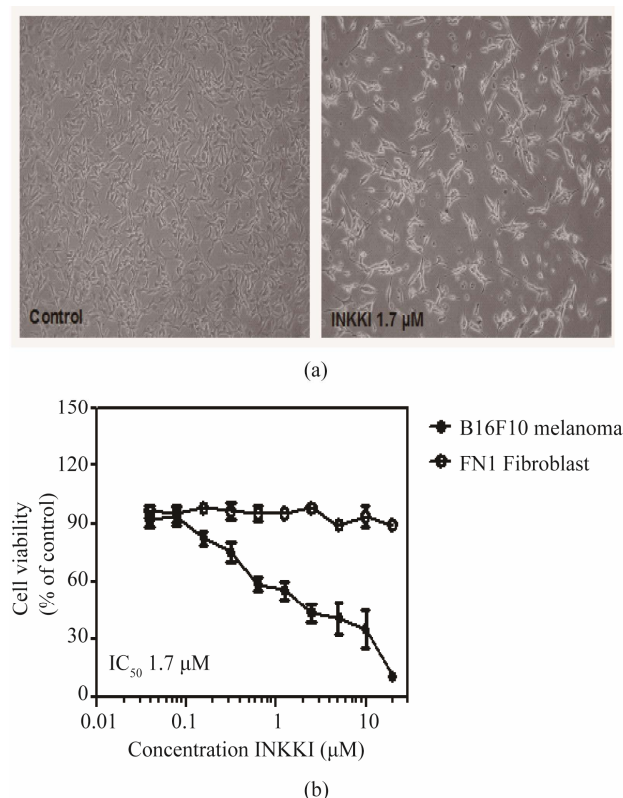 Control
INKKI 1.7 µM
(a)
150
120
90
60
30
0
Cell viability
(% of control)
B16F10 melanoma
FN1 Fibroblast
IC50 1.7 µM
0.01
0.1
1
10
Concentration INKKI (µM)
(b)